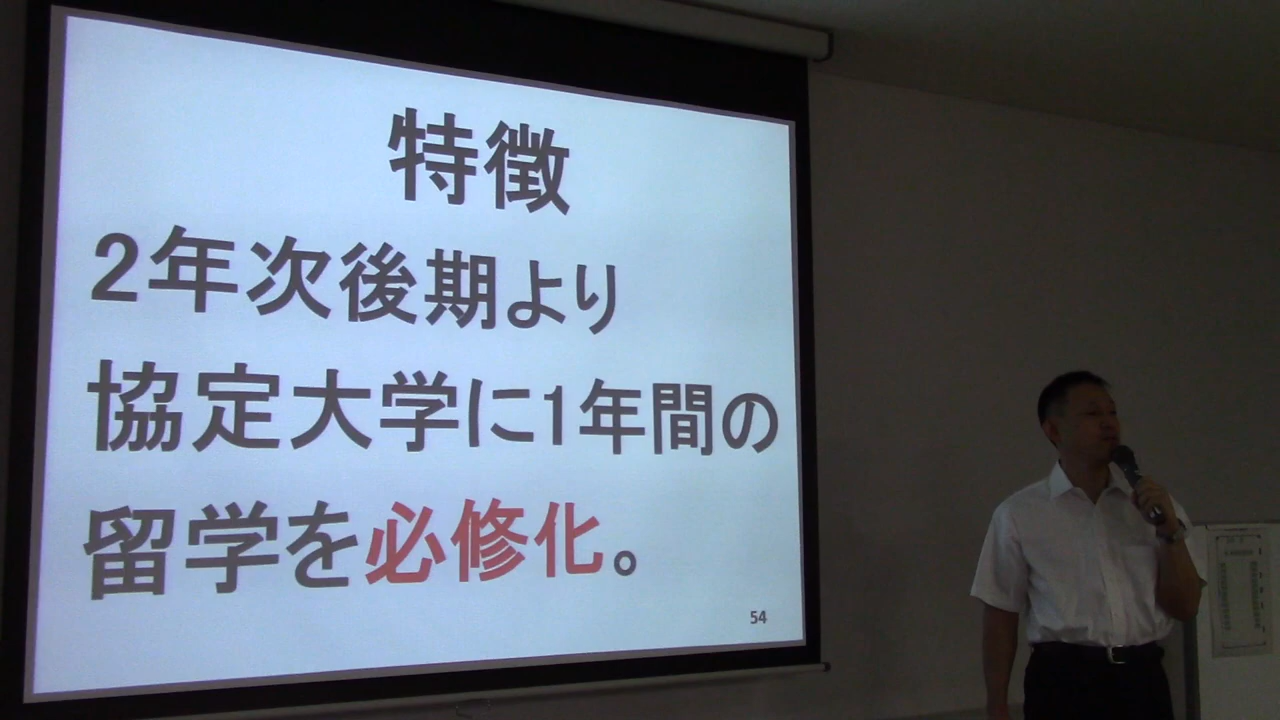 特徴
2年次後期より
協定大学に1年間の
留学を必修化。
54